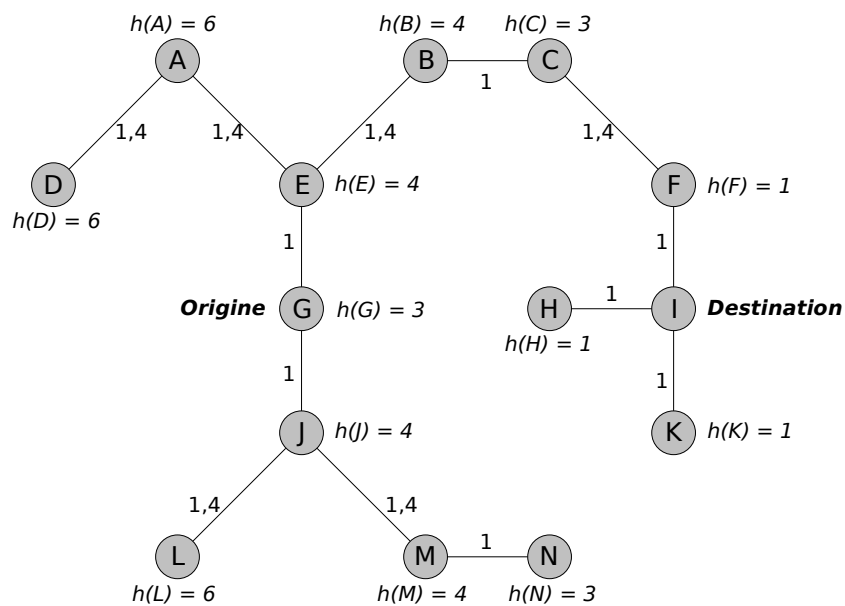 h(A) = 6
h(B) = 4
h(C) = 3
A
B
C
1
1,4
1,4
1,4
1,4
D
E
h(E) = 4
F
h(F) = 1
h(D) = 6
1
1
Origine
G
h(G) = 3
H
1
I
Destination
h(H) = 1
1
1
J
h(J) = 4
K
h(K) = 1
1,4
1,4
L
M
1
N
h(L) = 6
h(M) = 4
h(N) = 3